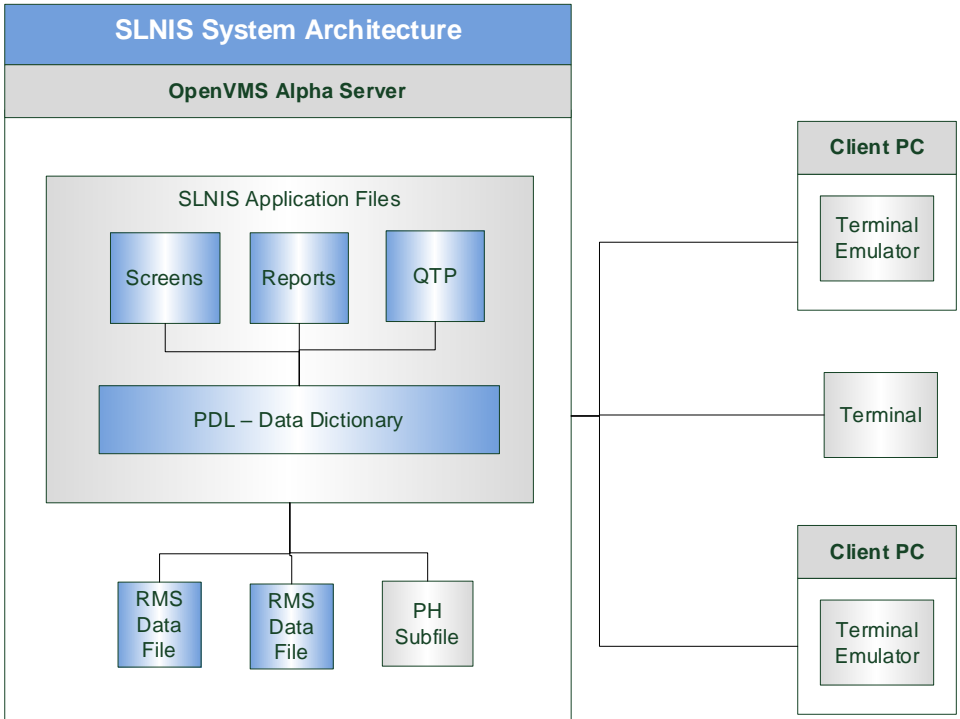 SLNIS System Architecture
OpenVMS Alpha Server
SLNIS Application Files
Screens
Reports
QTP
PDL – Data Dictionary
RMS
Data
File
RMS
Data
File
PH
Subfile
Client PC
Terminal
Emulator
Terminal
Client PC
Terminal
Emulator